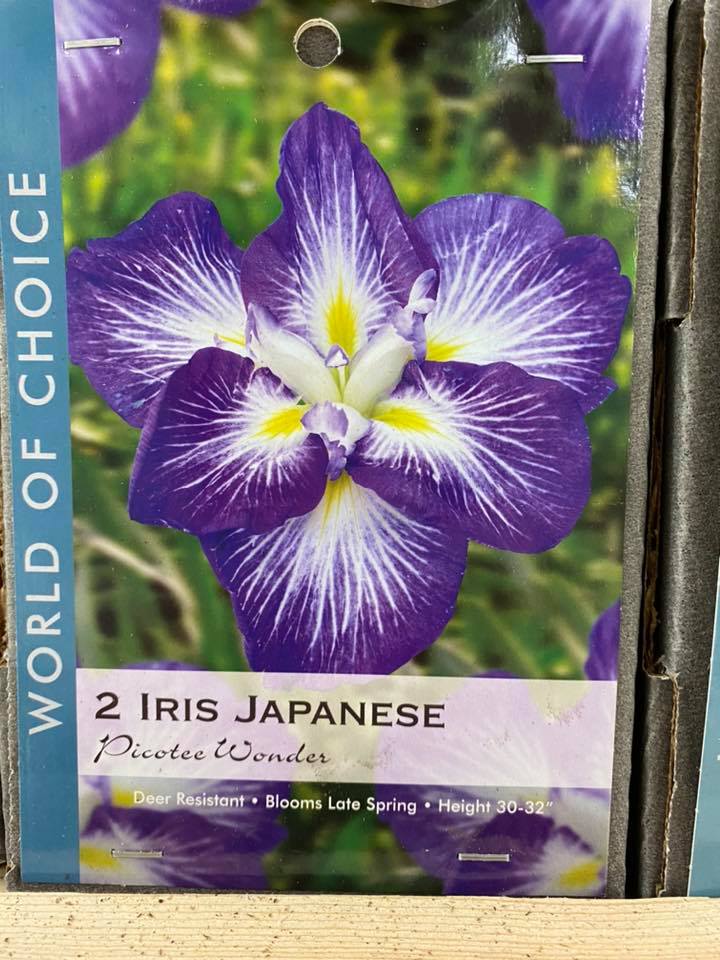 WORLD OF CHOICE
2 IRIS JAPANESE
Picotee Wonder
Deer Resistant • Blooms Late Spring • Height 30-32"